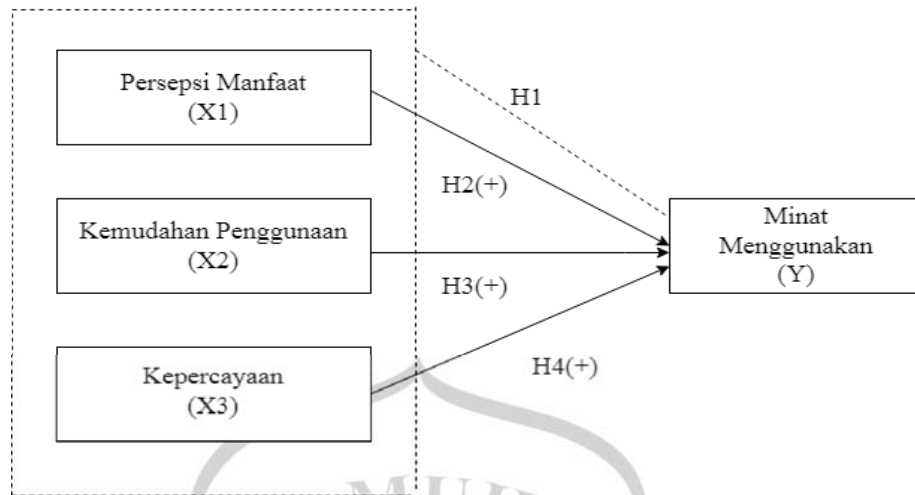 Persepsi Manfaat
(X1)
H1
H2(+)
Kemudahan Penggunaan
(X2)
H3(+)
Minat
Menggunakan
(Y)
Kepercayaan
(X3)
H4(+)